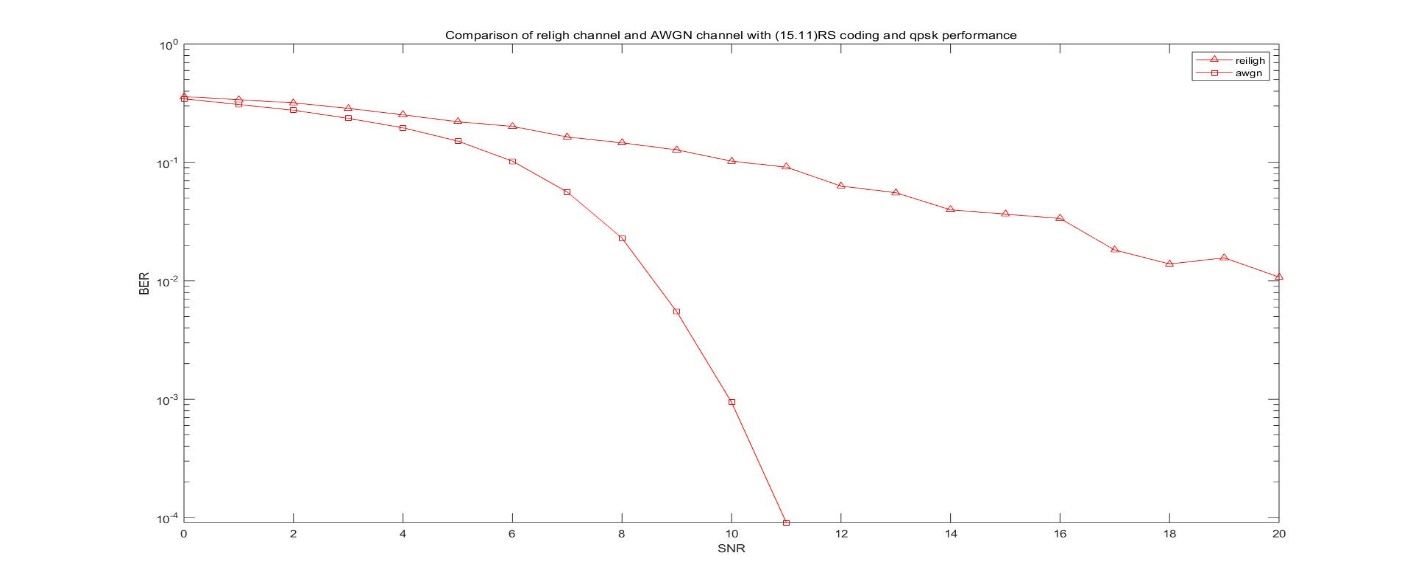 Comparison of religh channel and AWGN channel with (15.11)RS coding and qpsk performance
reiligh
awgn
10^0
10^-1
10^-2
10^-3
10^-4
BER
0 2 4 6 8 10 12 14 16 18 20
SNR